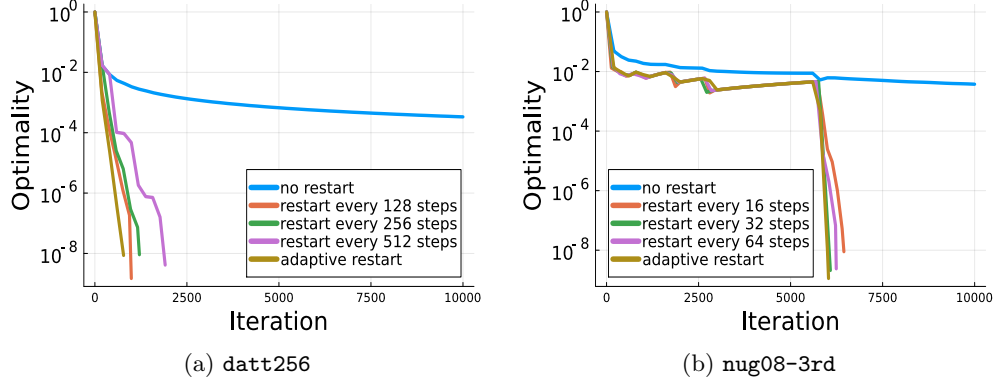 10^0
10^-2
10^-4
10^-6
10^-8
Optimality
no restart
restart every 128 steps
restart every 256 steps
restart every 512 steps
adaptive restart
0
2500
5000
7500
10000
Iteration
(a) datt256
10^0
10^-2
10^-4
10^-6
10^-8
Optimality
no restart
restart every 16 steps
restart every 32 steps
restart every 64 steps
adaptive restart
0
2500
5000
7500
10000
Iteration
(b) nug08-3rd